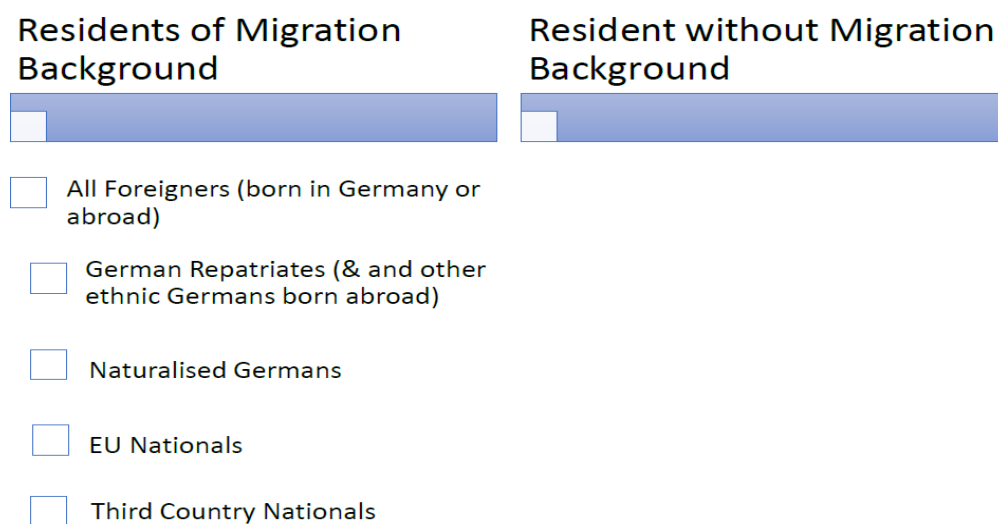 Residents of Migration
Background
Resident without Migration
Background
All Foreigners (born in Germany or
abroad)
German Repatriates (& and other
ethnic Germans born abroad)
Naturalised Germans
EU Nationals
Third Country Nationals